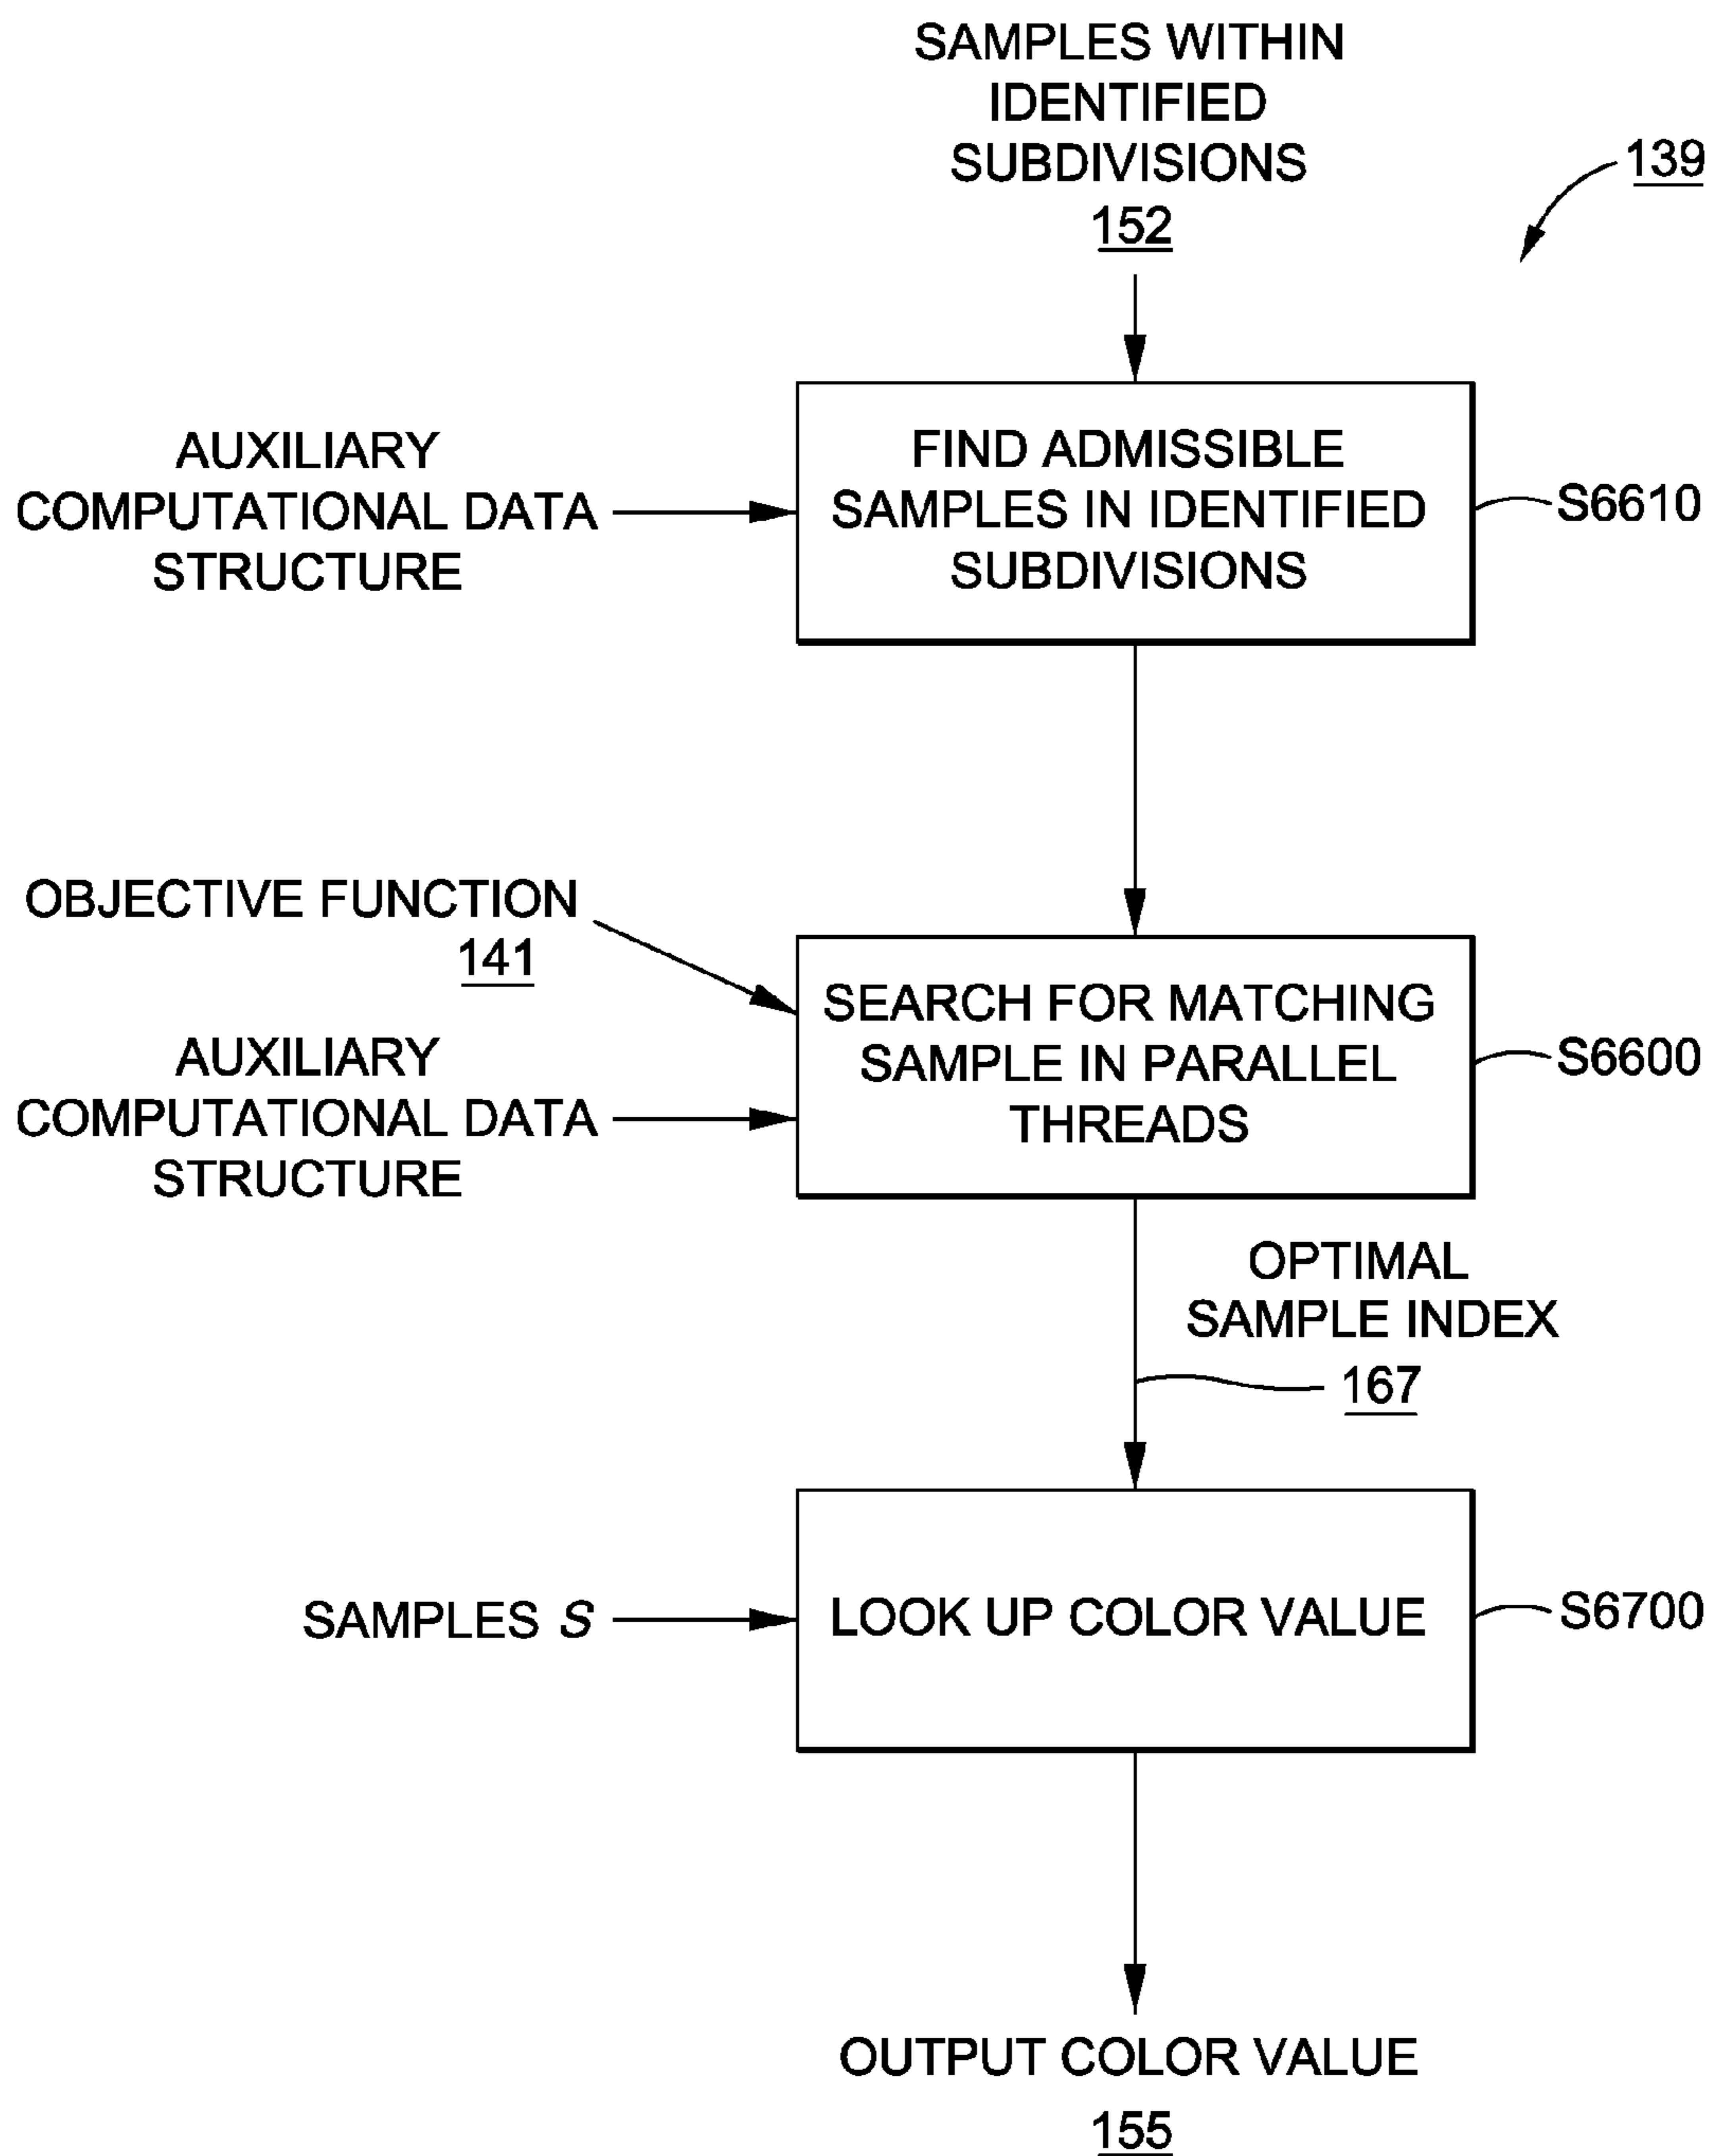 SAMPLES WITHIN
IDENTIFIED
SUBDIVISIONS
152
139
AUXILIARY
COMPUTATIONAL DATA
STRUCTURE
FIND ADMISSIBLE
SAMPLES IN IDENTIFIED
SUBDIVISIONS
S6610
OBJECTIVE FUNCTION
141
AUXILIARY
COMPUTATIONAL DATA
STRUCTURE
SEARCH FOR MATCHING
SAMPLE IN PARALLEL
THREADS
S6600
OPTIMAL
SAMPLE INDEX
167
SAMPLES S
LOOK UP COLOR VALUE
S6700
OUTPUT COLOR VALUE
155